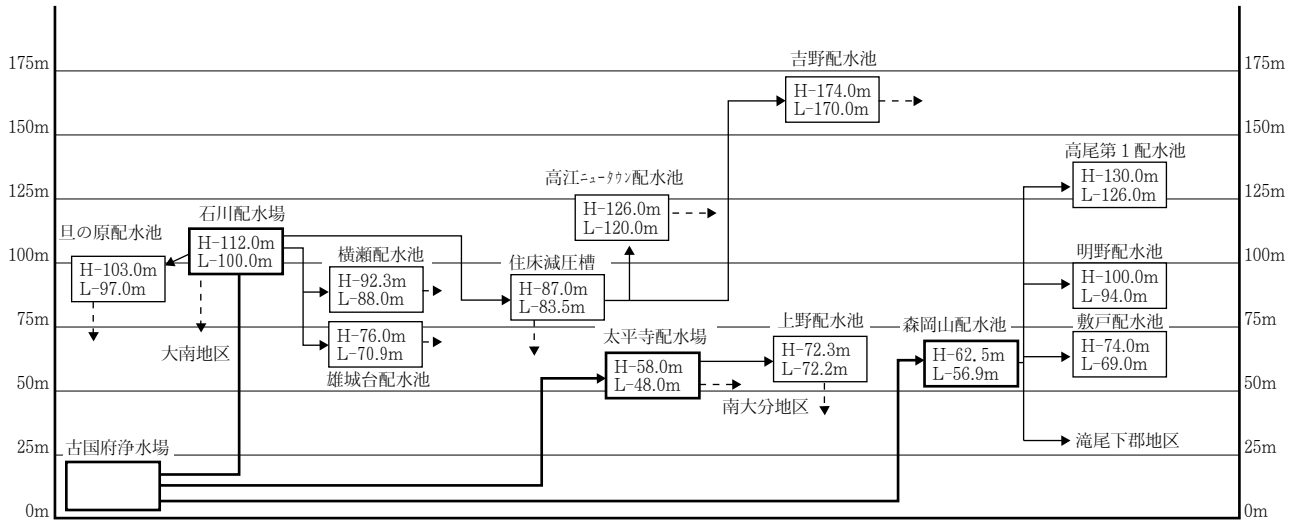 175m
150m
125m
100m
75m
50m
25m
0m
175m
150m
125m
100m
75m
50m
25m
0m
吉野配水池
H-174.0m
L-170.0m
高尾第1配水池
H-130.0m
L-126.0m
高江ニュータウン配水池
H-126.0m
L-120.0m
石川配水場
H-112.0m
L-100.0m
旦の原配水池
H-103.0m
L-97.0m
横瀬配水池
H-92.3m
L-88.0m
住床減圧槽
H-87.0m
L-83.5m
明野配水池
H-100.0m
L-94.0m
大南地区
H-76.0m
L-70.9m
雄城台配水池
太平寺配水場
H-58.0m
L-48.0m
上野配水池
H-72.3m
L-72.2m
森岡山配水池
H-62.5m
L-56.9m
敷戸配水池
H-74.0m
L-69.0m
南大分地区
滝尾下郡地区
古国府浄水場